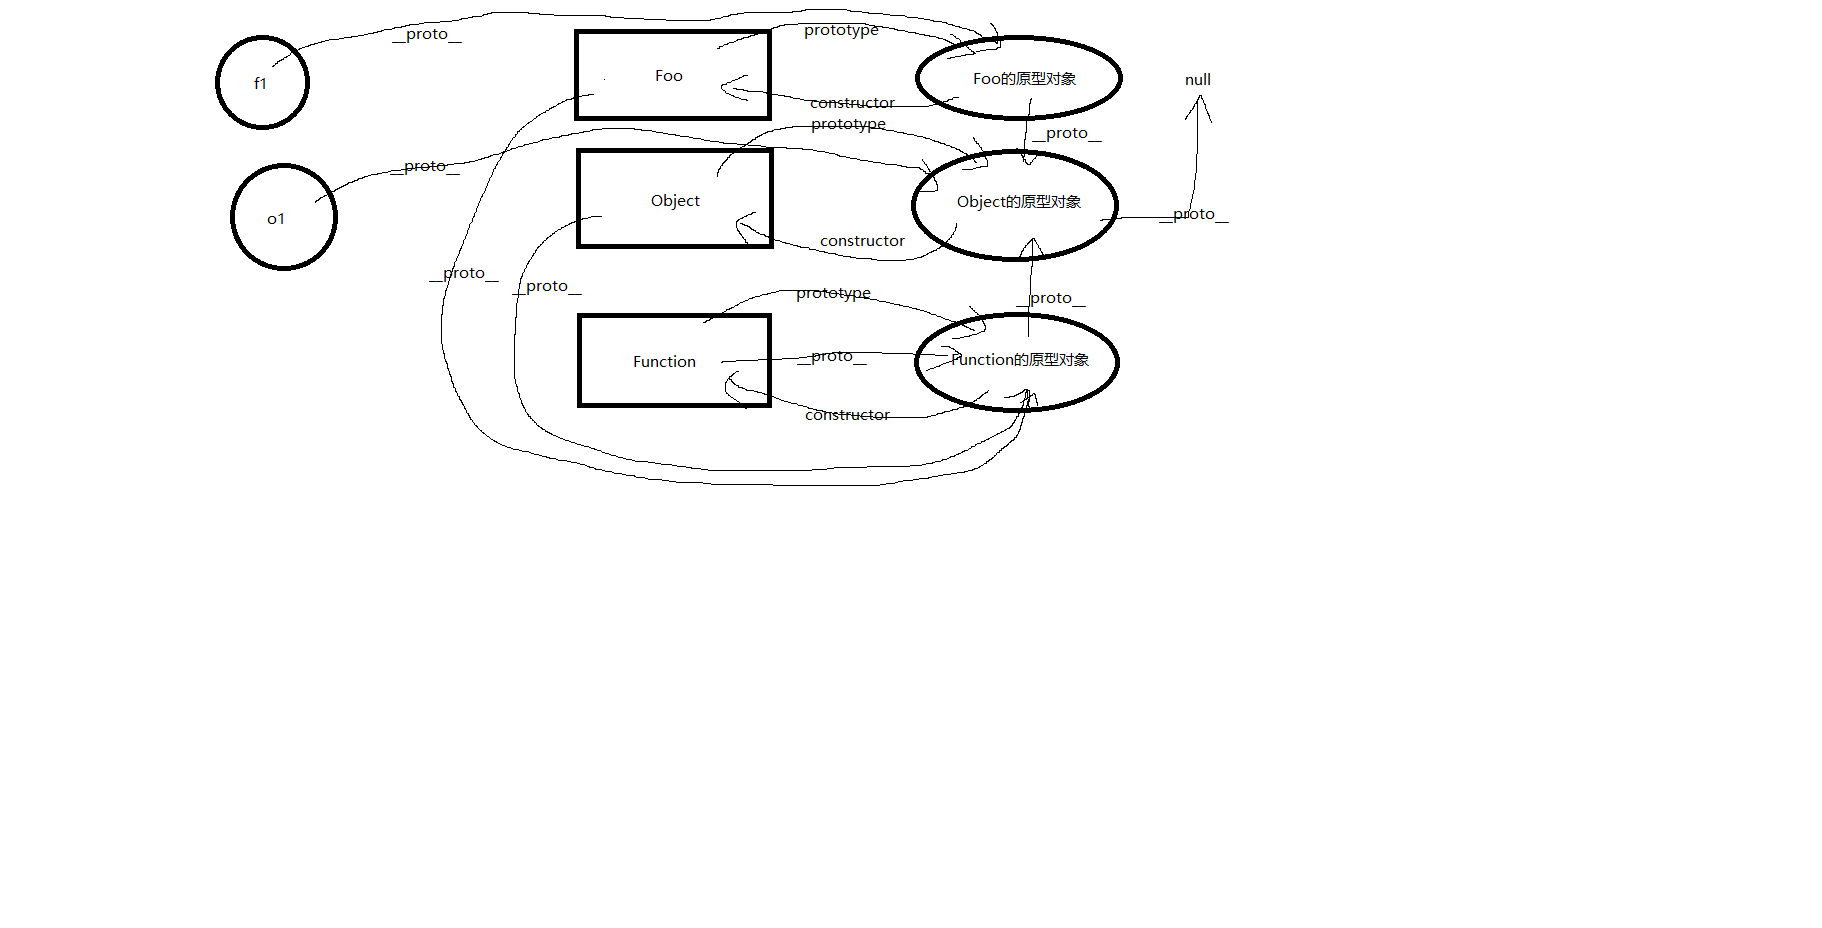 __proto__
prototype
f1
Foo
Foo的原型对象
null
constructor
prototype
__proto__
__proto__
o1
Object
Object的原型对象
__proto__
constructor
__proto__
__proto__
prototype
__proto__
Function
__proto__
Function的原型对象
constructor